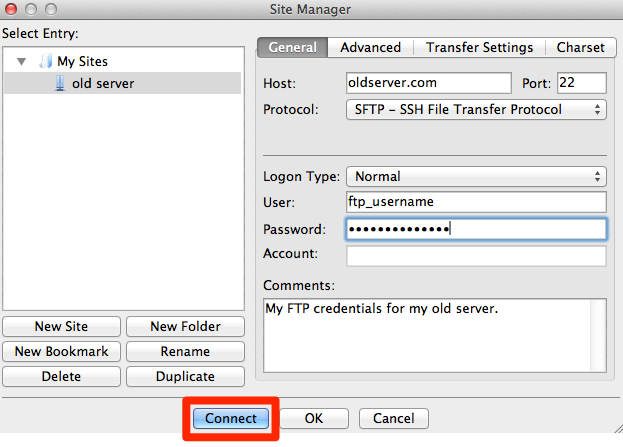 Site Manager
Select Entry:
My Sites
old server
New Site
New Folder
New Bookmark
Rename
Delete
Duplicate
General
Advanced
Transfer Settings
Charset
Host:
oldserver.com
Port:
22
Protocol:
SFTP – SSH File Transfer Protocol
Logon Type:
Normal
User:
ftp_username
Password:
••••••••••••••
Account:
Comments:
My FTP credentials for my old server.
Connect
OK
Cancel